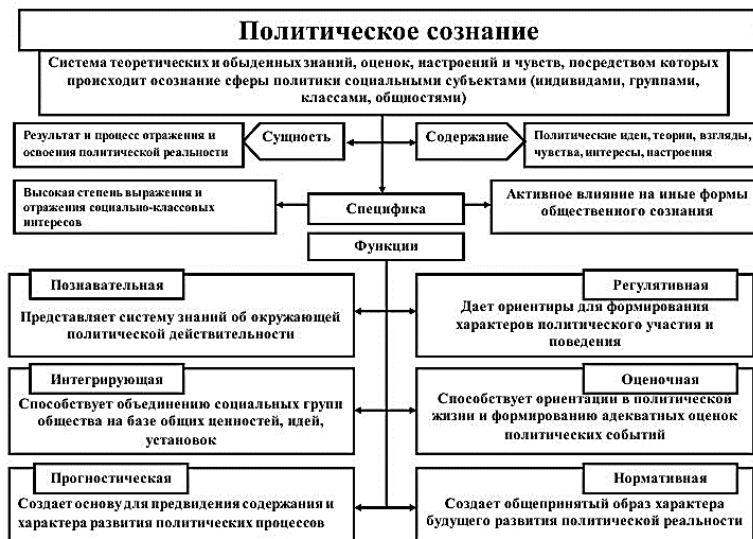 Политическое сознание
Система теоретических и обыденных знаний, оценок, настроений и чувств, посредством которых
происходит осознание сферы политики социальными субъектами (индивидами, группами,
классами, общностями)
Результат и процесс отражения и
освоения политической реальности
Сущность
Содержание
Политические идеи, теории, взгляды,
чувства, интересы, настроения
Высокая степень выражения и
отражения социально-классовых
интересов
Специфика
Активное влияние на иные формы
общественного сознания
Функции
Познавательная
Представляет систему знаний об окружающей
политической действительности
Регулятивная
Дает ориентиры для формирования
характеров политического участия и
поведения
Интегрирующая
Способствует объединению социальных групп
общества на базе общих ценностей, идей,
установок
Оценочная
Способствует ориентации в политической
жизни и формированию адекватных оценок
политических событий
Прогностическая
Создает основу для предвидения содержания и
характера развития политических процессов
Нормативная
Создает общепринятый образ характера
будущего развития политической реальности